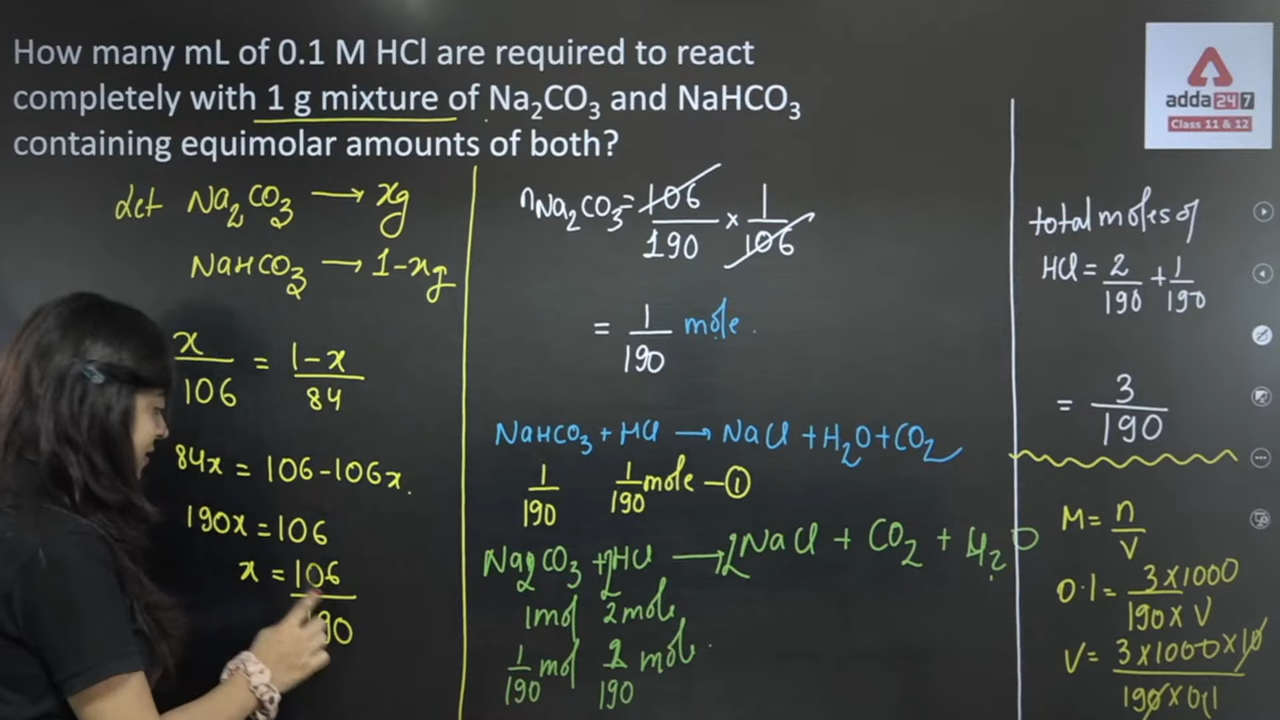 How many mL of 0.1 M HCl are required to react
completely with 1 g mixture of Na₂CO₃ and NaHCO₃
containing equimolar amounts of both?
adda247
Class 11 & 12
Let Na₂CO₃ → xg
NaHCO₃ → 1-xg
x/106 = 1-x/84
84x = 106-106x.
190x = 106
x = 106/190
nNa₂CO₃ = 106/190 × 1/106
= 1/190 mole.
NaHCO₃ + HCl → NaCl + H₂O + CO₂
1/190 1/190 mole -①
Na₂CO₃ + 2HCl → 2NaCl + CO₂ + H₂O
1mol 2mole
1/190 mol 2/190 mole.
total moles of
HCl = 2/190 + 1/190
= 3/190
M = n/V
0.1 = 3×1000/190×V
V = 3×1000×10/190×0.1